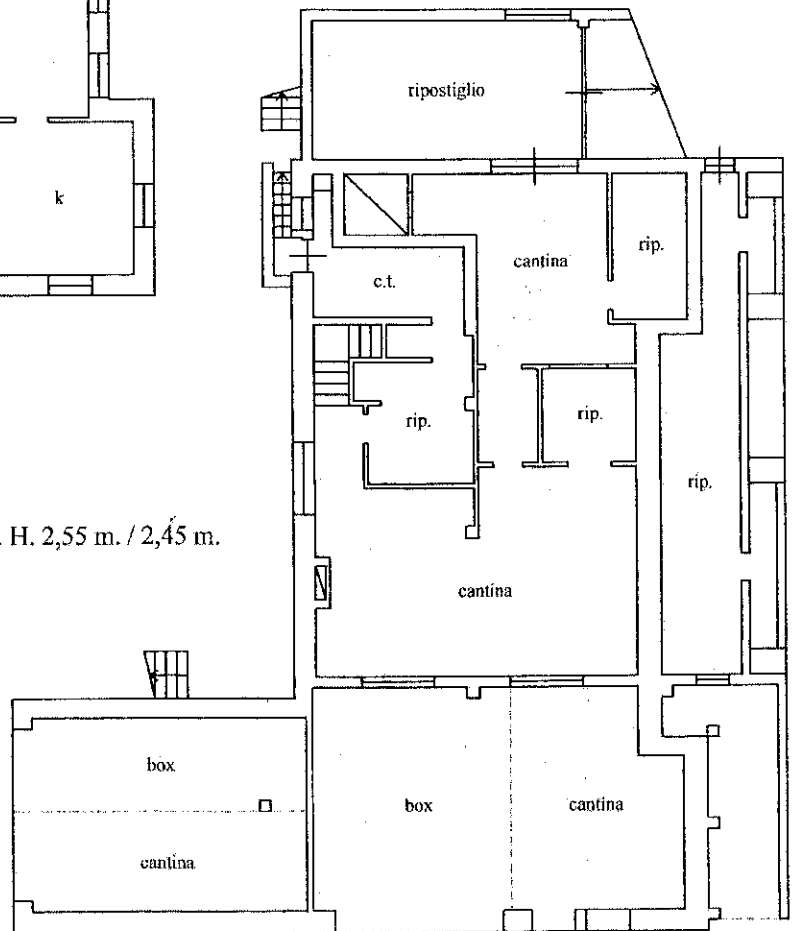 ripostiglio
k
cantina
rip.
c.t.
rip.
rip.
rip.
. H. 2,55 m. / 2,45 m.
cantina
box
box
cantina
cantina